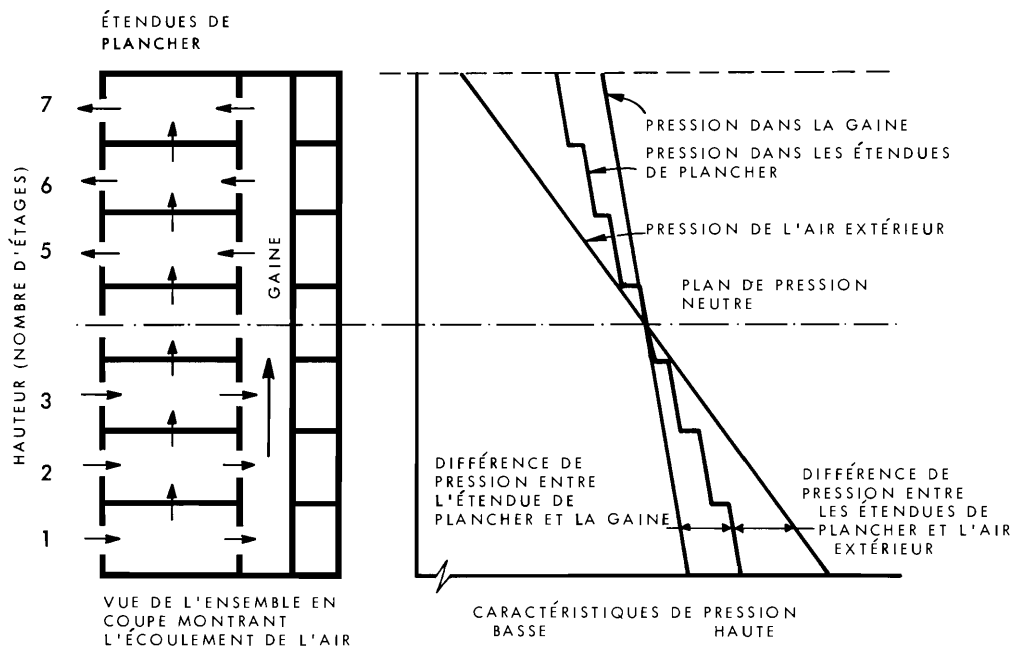 ÉTENDUES DE
PLANCHER
HAUTEUR (NOMBRE D'ÉTAGES)
7
6
5
3
2
1
GAINE
VUE DE L'ENSEMBLE EN
COUPE MONTRANT
L'ÉCOULEMENT DE L'AIR
PRESSION DANS LA GAINE
PRESSION DANS LES ÉTENDUES
DE PLANCHER
PRESSION DE L'AIR EXTÉRIEUR
PLAN DE PRESSION
NEUTRE
DIFFÉRENCE DE
PRESSION ENTRE
L'ÉTENDUE DE
PLANCHER ET LA GAINE
DIFFÉRENCE DE
PRESSION ENTRE
LES ÉTENDUES DE
PLANCHER ET L'AIR
EXTÉRIEUR
CARACTÉRISTIQUES DE PRESSION
BASSE HAUTE